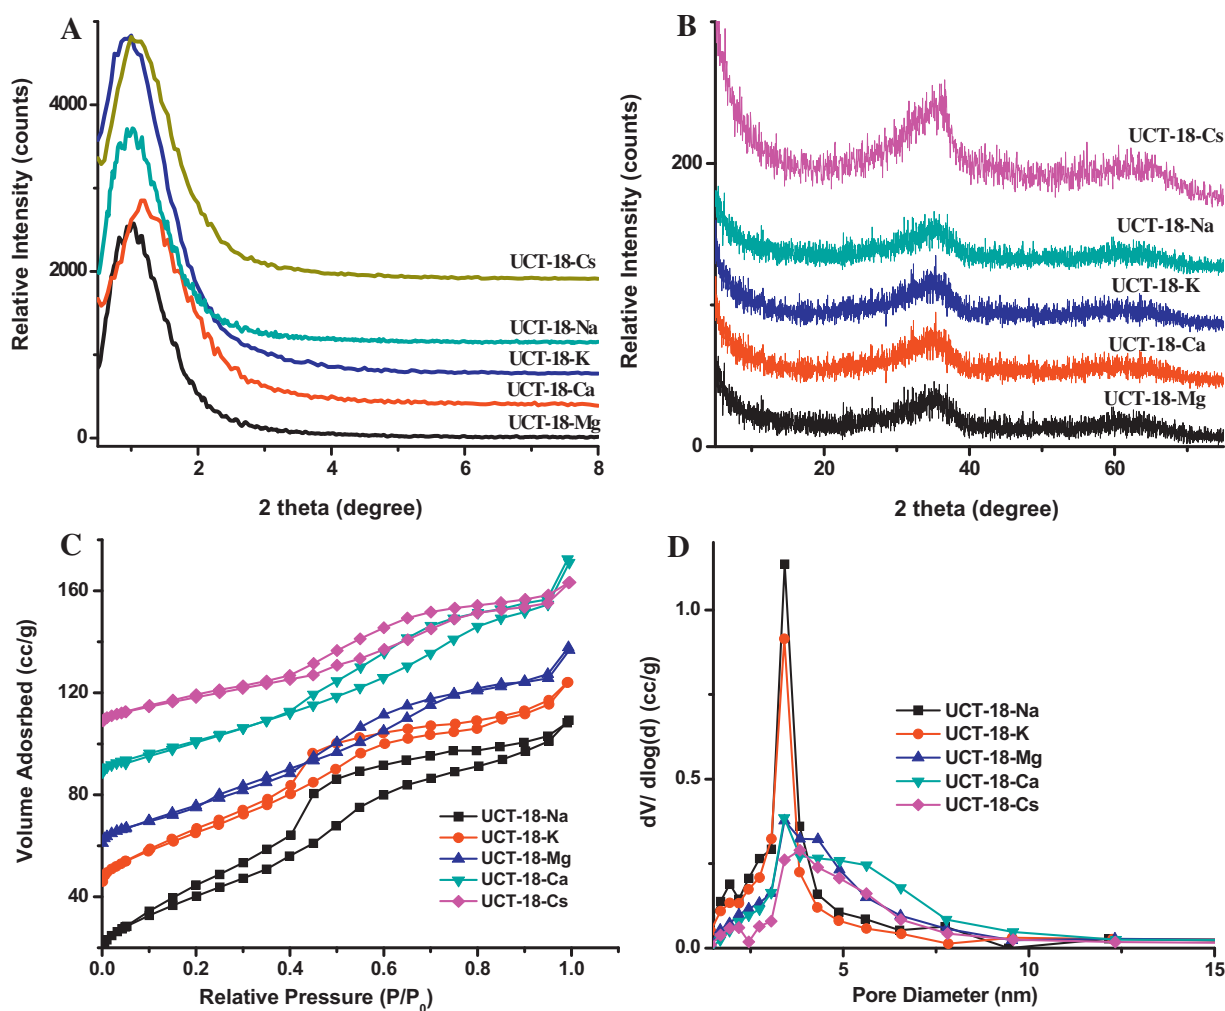 A
Relative Intensity (counts)
4000
2000
0
UCT-18-Cs
UCT-18-Na
UCT-18-K
UCT-18-Ca
UCT-18-Mg
2 4 6 8
2 theta (degree)
B
Relative Intensity (counts)
200
0
UCT-18-Cs
UCT-18-Na
UCT-18-K
UCT-18-Ca
UCT-18-Mg
20 40 60
2 theta (degree)
C
Volume Adosrbed (cc/g)
160
120
80
40
UCT-18-Na
UCT-18-K
UCT-18-Mg
UCT-18-Ca
UCT-18-Cs
0.0 0.2 0.4 0.6 0.8 1.0
Relative Pressure (P/P0)
D
dV/ dlog(d) (cc/g)
1.0
0.5
0.0
UCT-18-Na
UCT-18-K
UCT-18-Mg
UCT-18-Ca
UCT-18-Cs
5 10 15
Pore Diameter (nm)